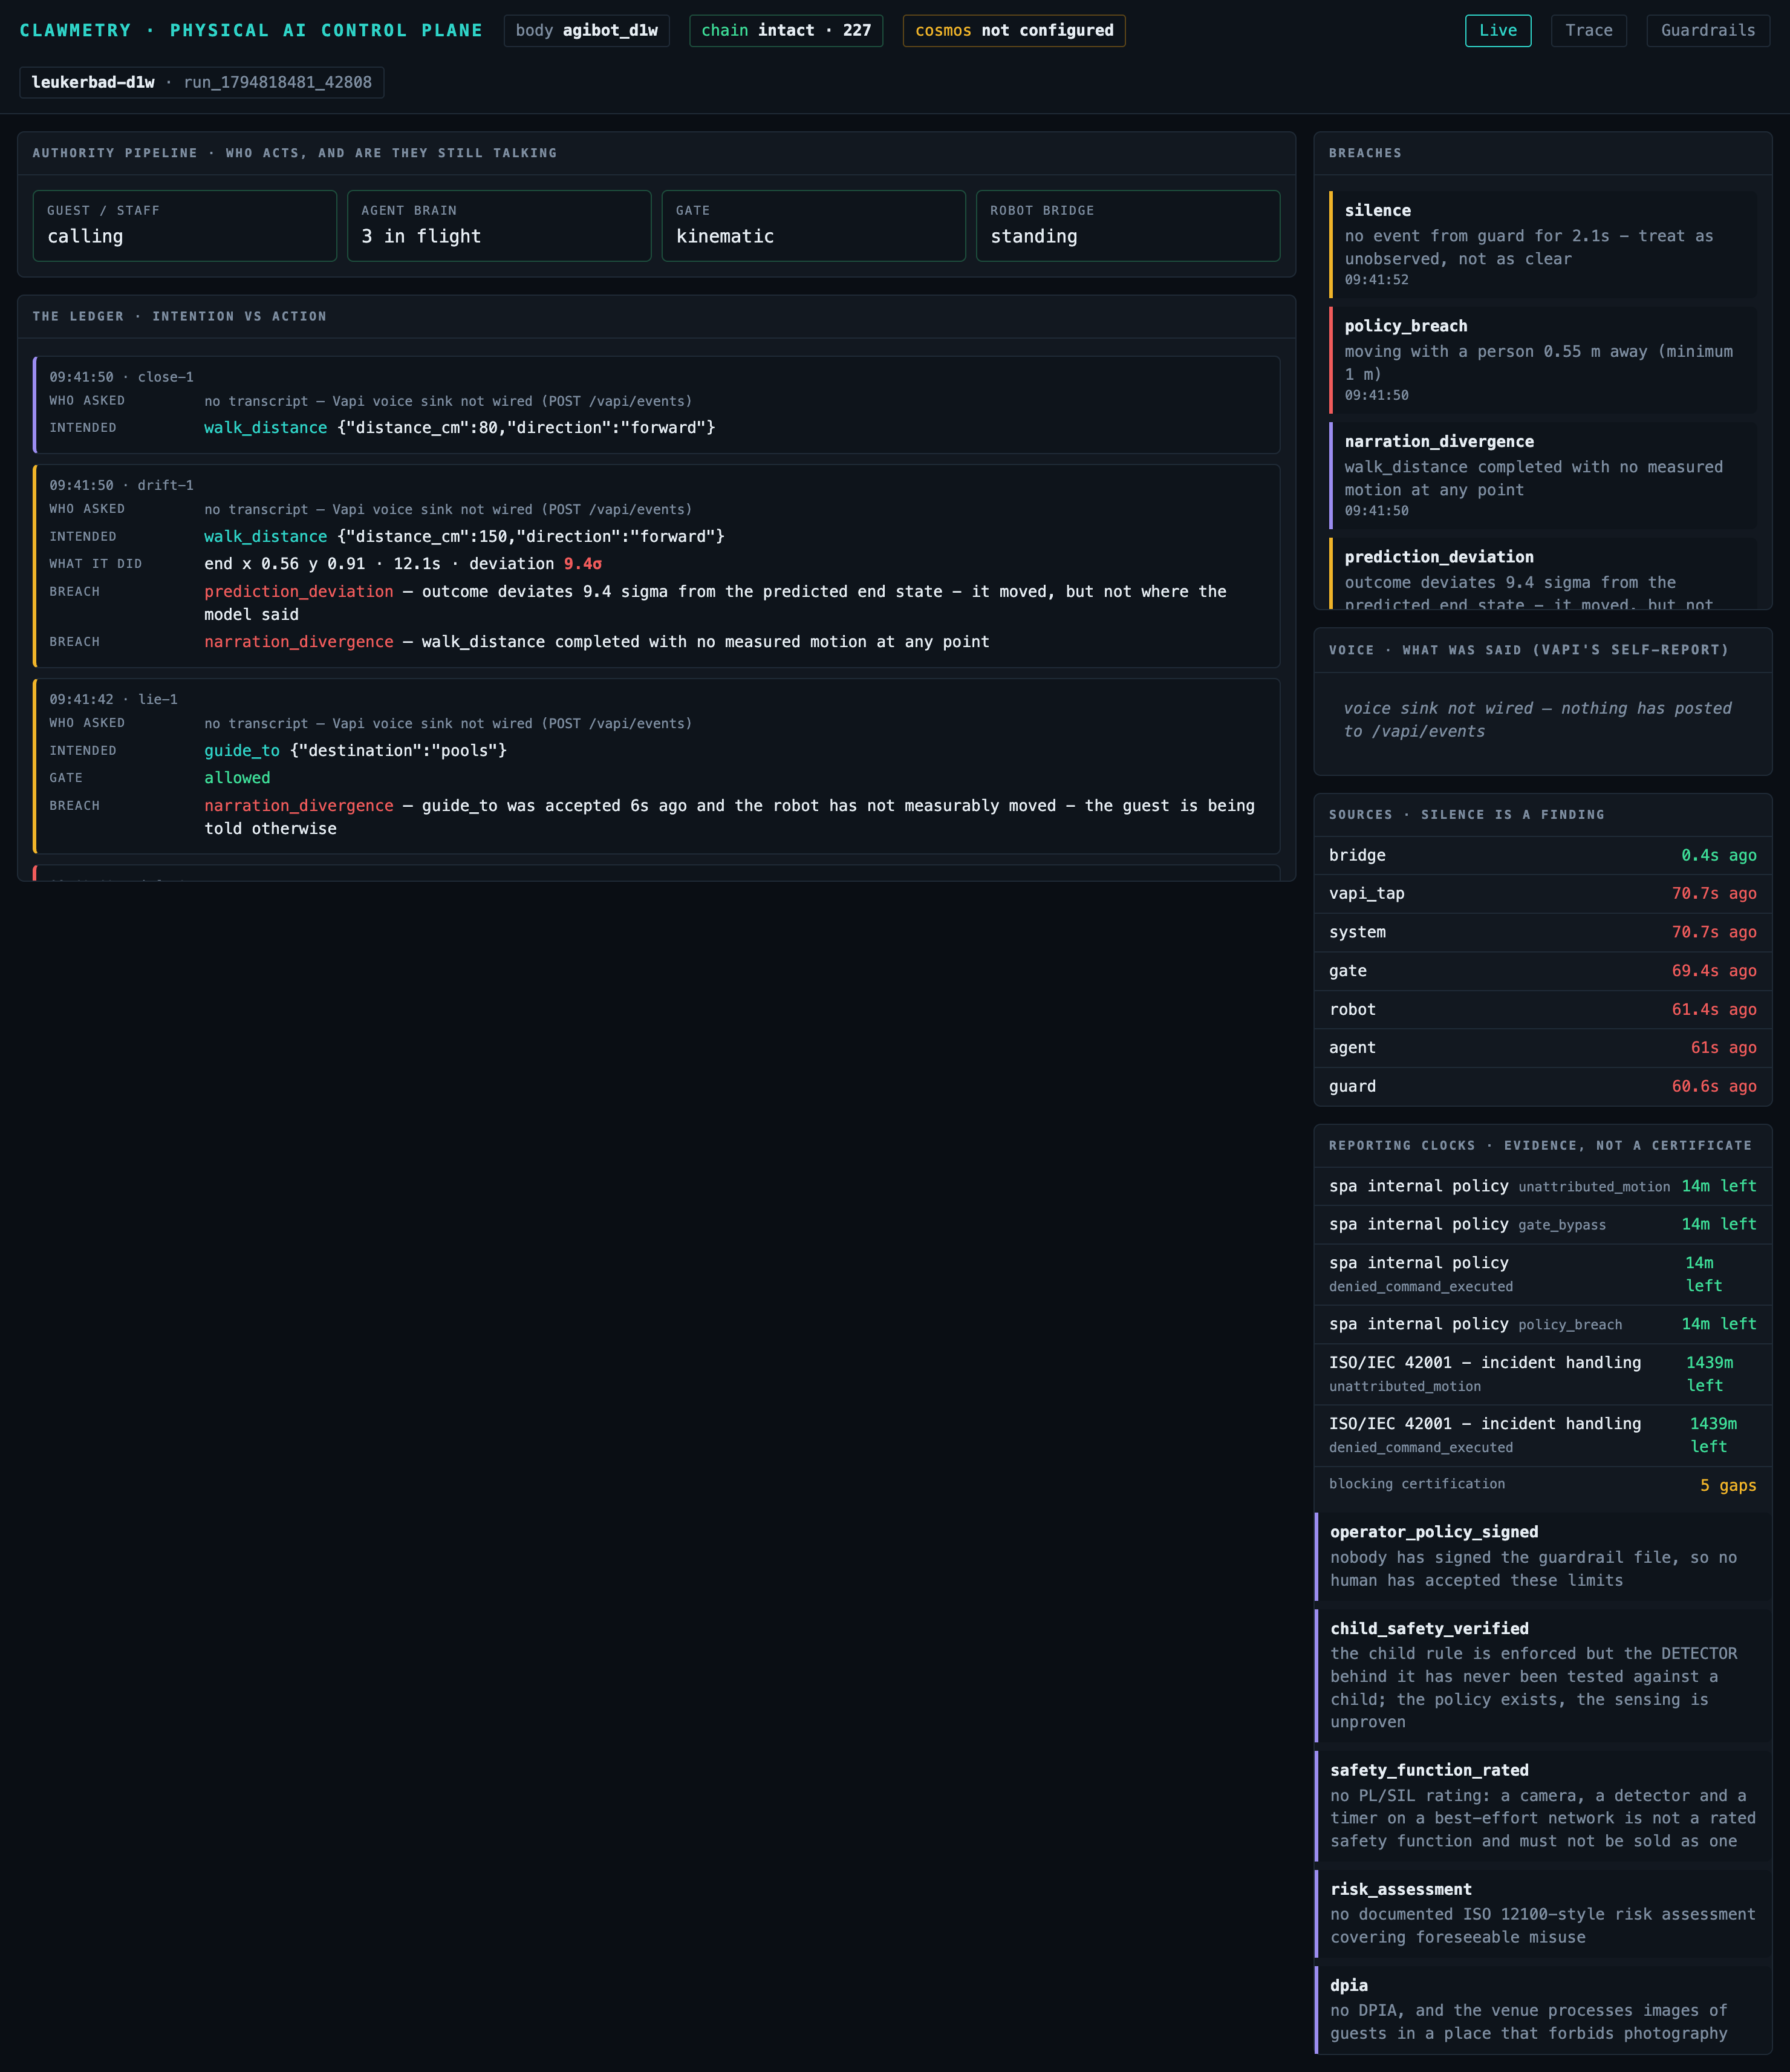 CLAWMETRY · PHYSICAL AI CONTROL PLANE
body agibot_d1w
chain intact · 227
cosmos not configured
Live
Trace
Guardrails
leukerbad-d1w · run_1794818481_42808
AUTHORITY PIPELINE · WHO ACTS, AND ARE THEY STILL TALKING
GUEST / STAFF
calling
AGENT BRAIN
3 in flight
GATE
kinematic
ROBOT BRIDGE
standing
THE LEDGER · INTENTION VS ACTION
09:41:50 · close-1
WHO ASKED no transcript — Vapi voice sink not wired (POST /vapi/events)
INTENDED walk_distance {"distance_cm":80,"direction":"forward"}
09:41:50 · drift-1
WHO ASKED no transcript — Vapi voice sink not wired (POST /vapi/events)
INTENDED walk_distance {"distance_cm":150,"direction":"forward"}
WHAT IT DID end x 0.56 y 0.91 · 12.1s · deviation 9.4σ
BREACH prediction_deviation — outcome deviates 9.4 sigma from the predicted end state - it moved, but not where the
model said
BREACH narration_divergence — walk_distance completed with no measured motion at any point
09:41:42 · lie-1
WHO ASKED no transcript — Vapi voice sink not wired (POST /vapi/events)
INTENDED guide_to {"destination":"pools"}
GATE allowed
BREACH narration_divergence — guide_to was accepted 6s ago and the robot has not measurably moved - the guest is being
told otherwise
BREACHES
silence
no event from guard for 2.1s - treat as
unobserved, not as clear
09:41:52
policy_breach
moving with a person 0.55 m away (minimum
1 m)
09:41:50
narration_divergence
walk_distance completed with no measured
motion at any point
09:41:50
prediction_deviation
outcome deviates 9.4 sigma from the
predicted end state - it moved, but not
VOICE · WHAT WAS SAID (VAPI'S SELF-REPORT)
voice sink not wired — nothing has posted
to /vapi/events
SOURCES · SILENCE IS A FINDING
bridge 0.4s ago
vapi_tap 70.7s ago
system 70.7s ago
gate 69.4s ago
robot 61.4s ago
agent 61s ago
guard 60.6s ago
REPORTING CLOCKS · EVIDENCE, NOT A CERTIFICATE
spa internal policy unattributed_motion 14m left
spa internal policy gate_bypass 14m left
spa internal policy 14m
denied_command_executed left
spa internal policy policy_breach 14m left
ISO/IEC 42001 - incident handling 1439m
unattributed_motion left
ISO/IEC 42001 - incident handling 1439m
denied_command_executed left
blocking certification 5 gaps
operator_policy_signed
nobody has signed the guardrail file, so no
human has accepted these limits
child_safety_verified
the child rule is enforced but the DETECTOR
behind it has never been tested against a
child; the policy exists, the sensing is
unproven
safety_function_rated
no PL/SIL rating: a camera, a detector and a
timer on a best-effort network is not a rated
safety function and must not be sold as one
risk_assessment
no documented ISO 12100-style risk assessment
covering foreseeable misuse
dpia
no DPIA, and the venue processes images of
guests in a place that forbids photography